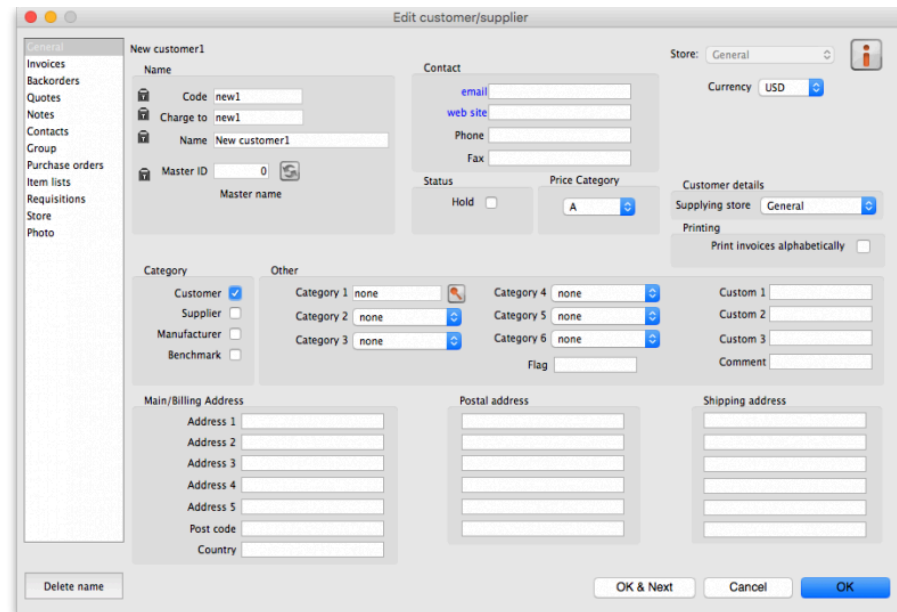 Edit customer/supplier
General
Invoices
Backorders
Quotes
Notes
Contacts
Group
Purchase orders
Item lists
Requisitions
Store
Photo
New customer1
Store: General
Currency USD
Name
Code new1
Charge to new1
Name New customer1
Master ID 0
Master name
Contact
email
web site
Phone
Fax
Status
Hold
Price Category
A
Customer details
Supplying store General
Printing
Print invoices alphabetically
Category
Customer
Supplier
Manufacturer
Benchmark
Other
Category 1 none
Category 2 none
Category 3 none
Category 4 none
Category 5 none
Category 6 none
Flag
Custom 1
Custom 2
Custom 3
Comment
Main/Billing Address
Address 1
Address 2
Address 3
Address 4
Address 5
Post code
Country
Postal address
Shipping address
Delete name
OK & Next
Cancel
OK